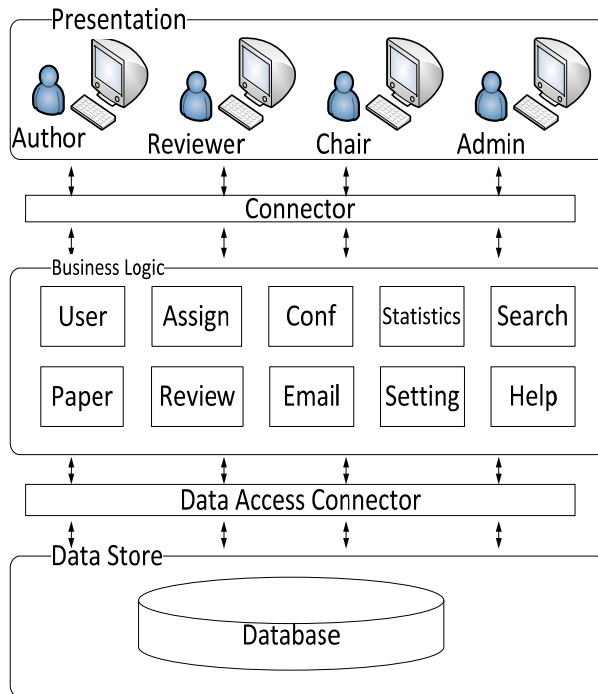 Presentation
Author Reviewer Chair Admin
Connector
Business Logic
User Assign Conf Statistics Search
Paper Review Email Setting Help
Data Access Connector
Data Store
Database